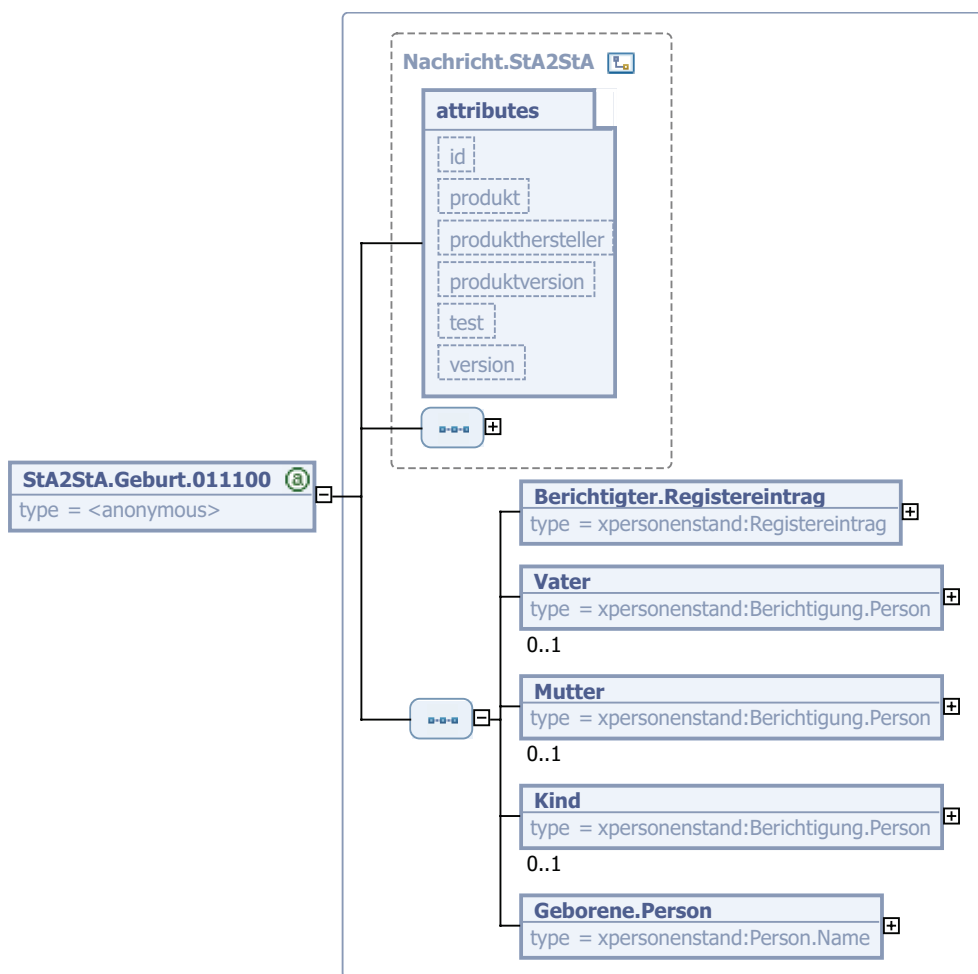 Nachricht.StA2StA
attributes
id
produkt
produkthersteller
produktversion
test
version
StA2StA.Geburt.011100
type = <anonymous>
Berichtigter.Registereintrag
type = xpersonenstand:Registereintrag
Vater
type = xpersonenstand:Berichtigung.Person
0..1
Mutter
type = xpersonenstand:Berichtigung.Person
0..1
Kind
type = xpersonenstand:Berichtigung.Person
0..1
Geborene.Person
type = xpersonenstand:Person.Name